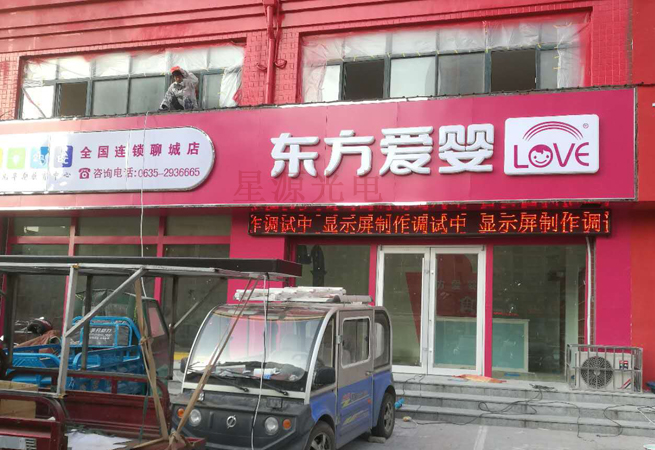 全国连锁聊城店
咨询电话:0635-2936665
东方爱婴
LOVE
®
星源光电
作调试中 显示屏制作调试中 显示屏制作调试